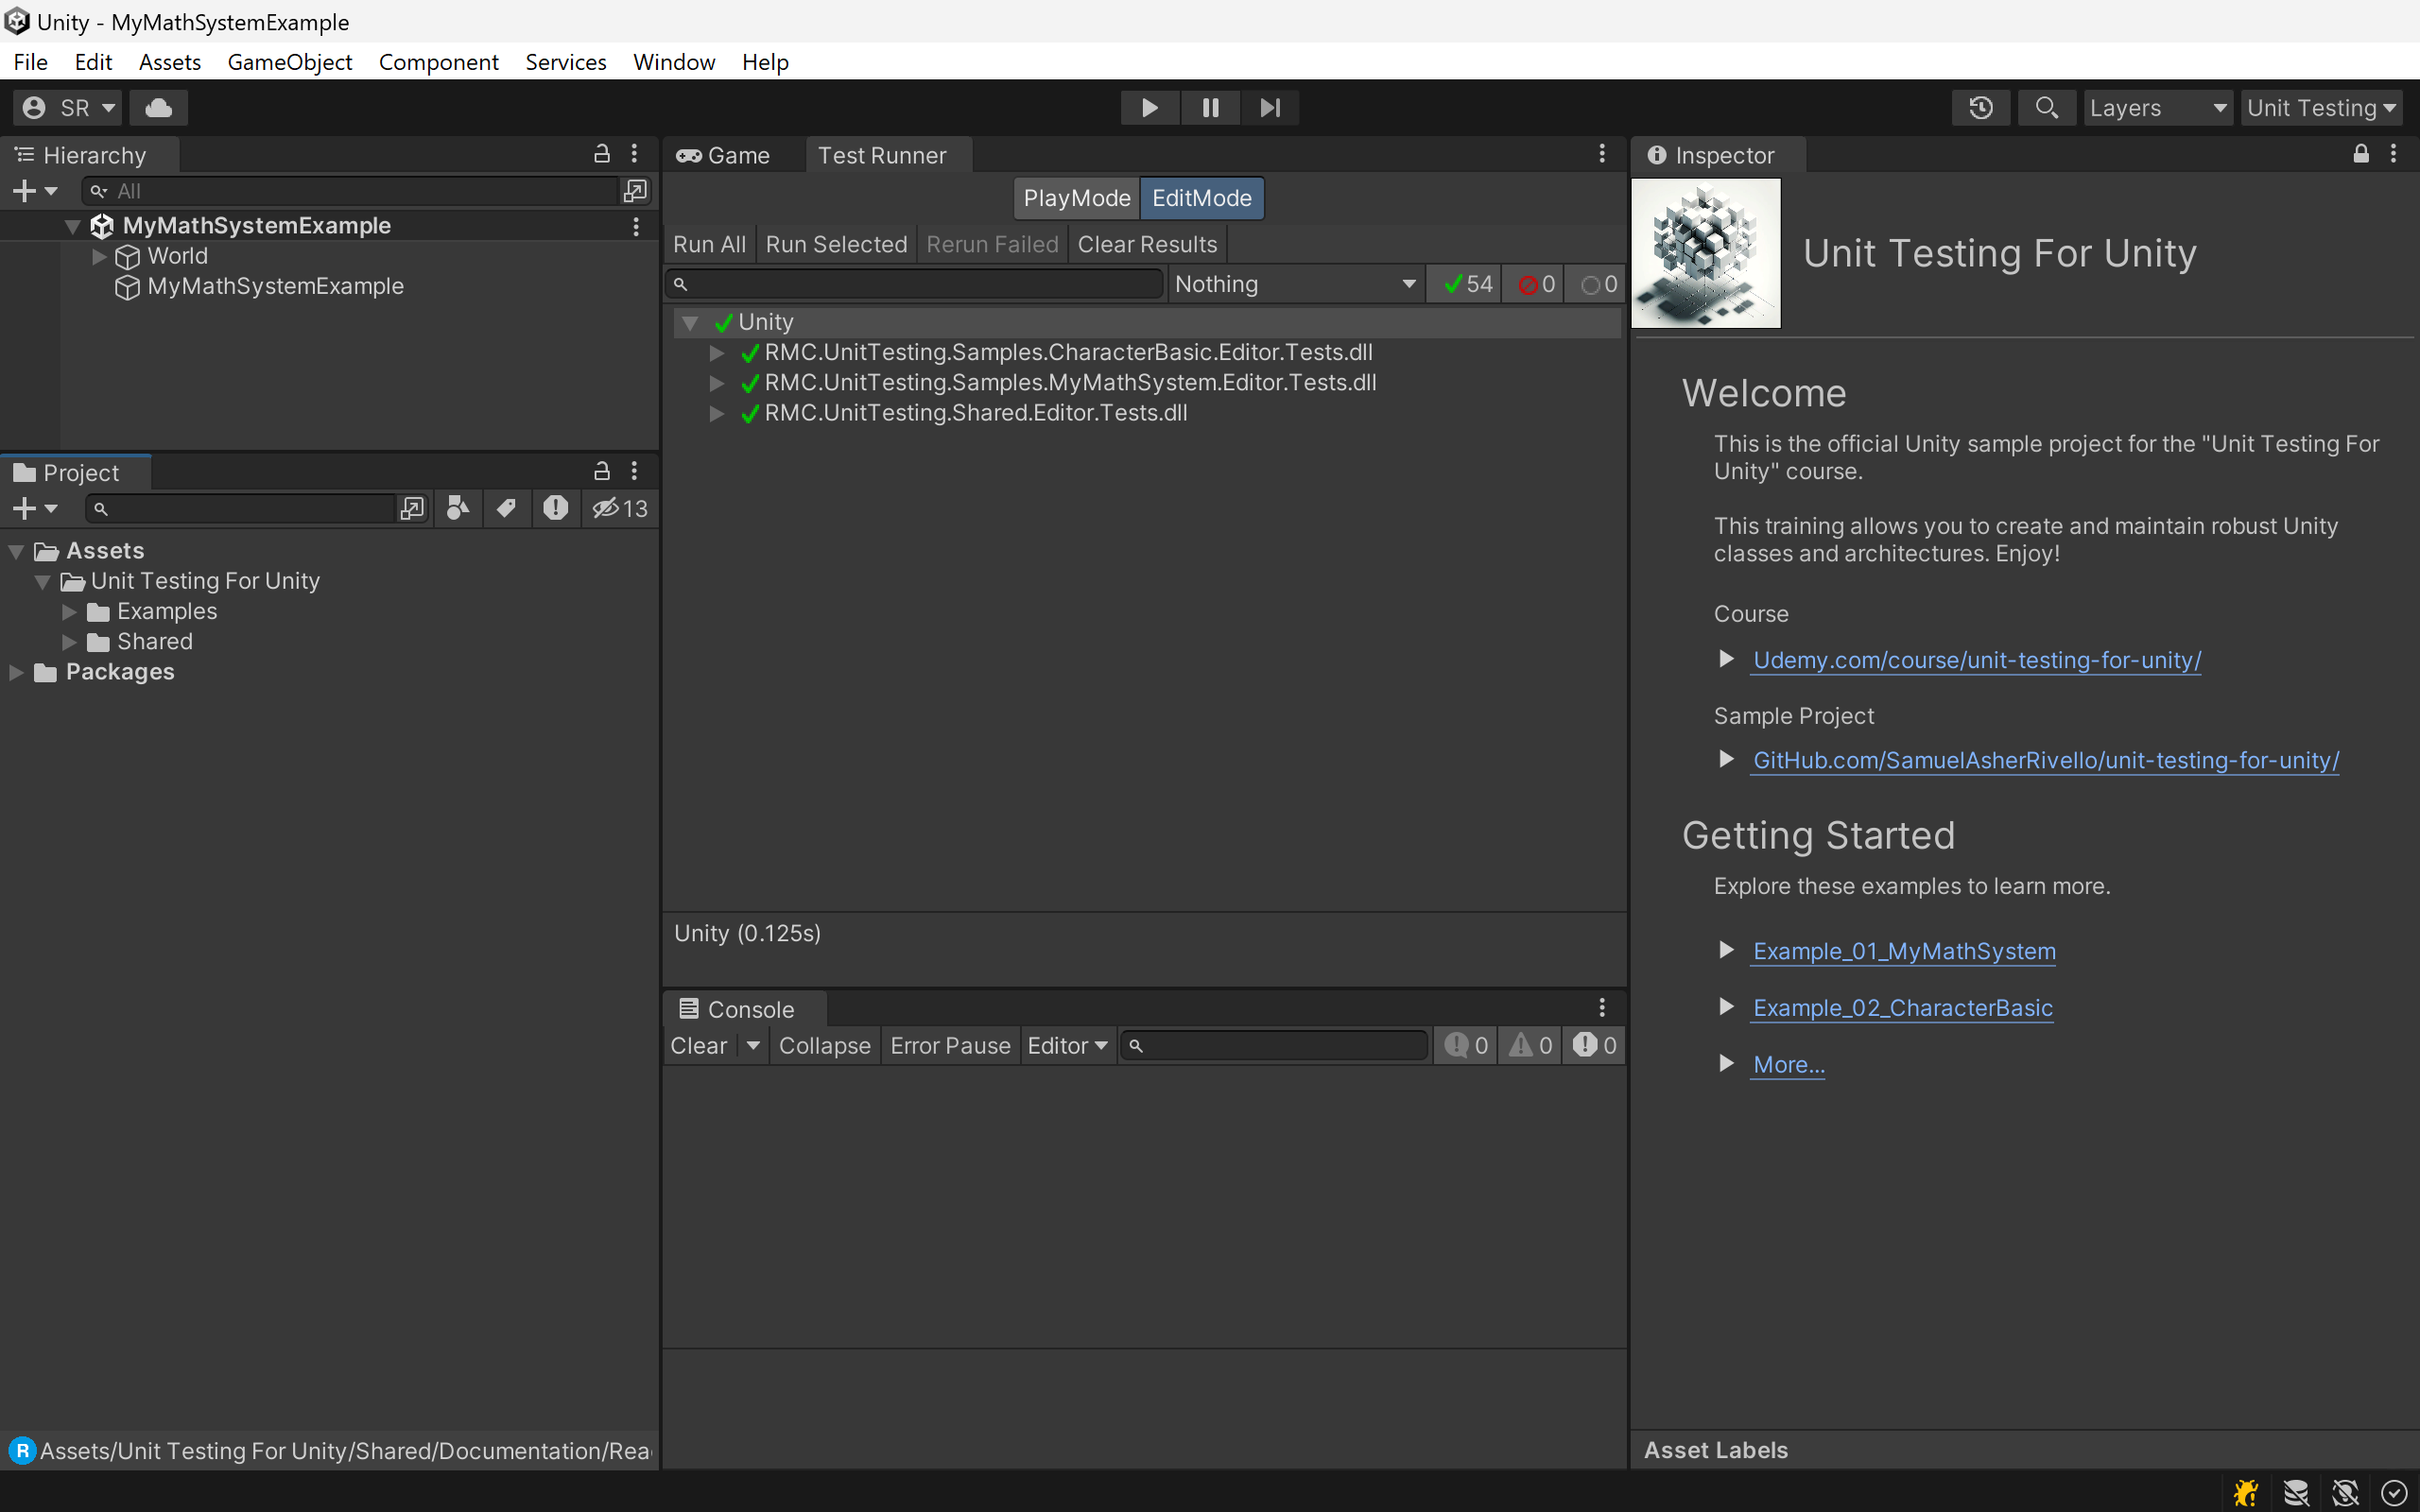 Unity - MyMathSystemExample
File Edit Assets GameObject Component Services Window Help
SR
Layers
Unit Testing
Hierarchy
All
MyMathSystemExample
World
MyMathSystemExample
Project
13
Assets
Unit Testing For Unity
Examples
Shared
Packages
Assets/Unit Testing For Unity/Shared/Documentation/Rea
Game
Test Runner
PlayMode EditMode
Run All Run Selected Rerun Failed Clear Results
Nothing 54 0 0
Unity
RMC.UnitTesting.Samples.CharacterBasic.Editor.Tests.dll
RMC.UnitTesting.Samples.MyMathSystem.Editor.Tests.dll
RMC.UnitTesting.Shared.Editor.Tests.dll
Unity (0.125s)
Console
Clear Collapse Error Pause Editor 0 0 0
Inspector
Unit Testing For Unity
Welcome
This is the official Unity sample project for the "Unit Testing For
Unity" course.
This training allows you to create and maintain robust Unity
classes and architectures. Enjoy!
Course
Udemy.com/course/unit-testing-for-unity/
Sample Project
GitHub.com/SamuelAsherRivello/unit-testing-for-unity/
Getting Started
Explore these examples to learn more.
Example_01_MyMathSystem
Example_02_CharacterBasic
More...
Asset Labels